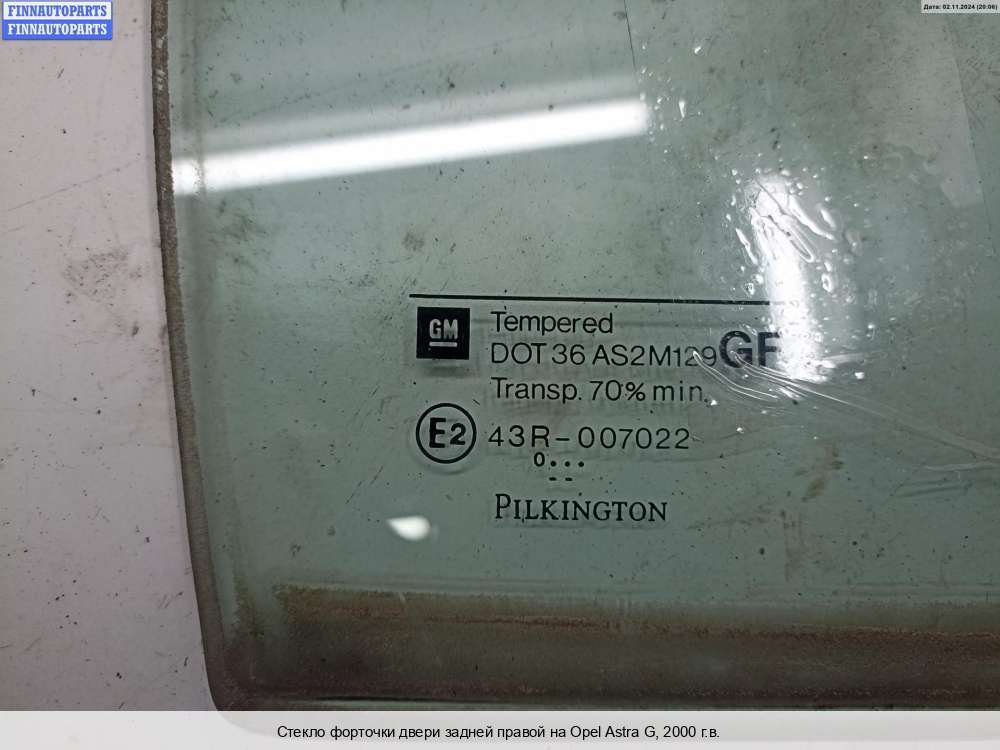 FINNAUTOPARTS
FINNAUTOPARTS
Дата: 02.11.2024 (20:06)
GM
Tempered
DOT 36 AS2M129 GF
Transp. 70% min.
E2 43R-007022
0...
--
PILKINGTON
Стекло форточки двери задней правой на Opel Astra G, 2000 г.в.